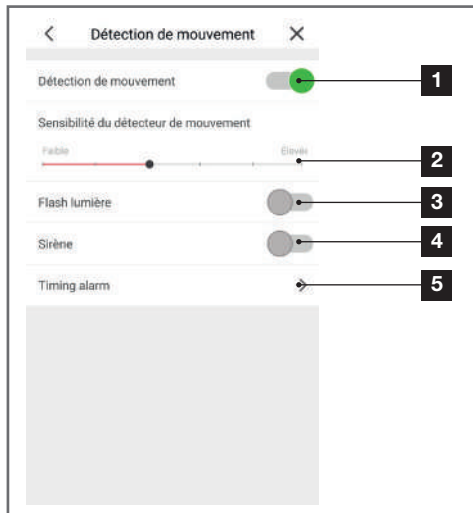 Détection de mouvement
Détection de mouvement 1
Sensibilité du détecteur de mouvement
Faible Elevée 2
Flash lumière 3
Sirène 4
Timing alarm 5